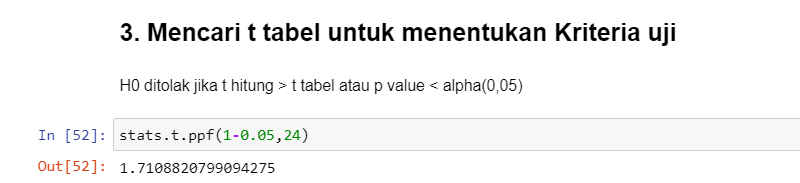 3. Mencari t tabel untuk menentukan Kriteria uji
H0 ditolak jika t hitung > t tabel atau p value < alpha(0,05)
In [52]: stats.t.ppf(1-0.05,24)
Out[52]: 1.7108820799094275